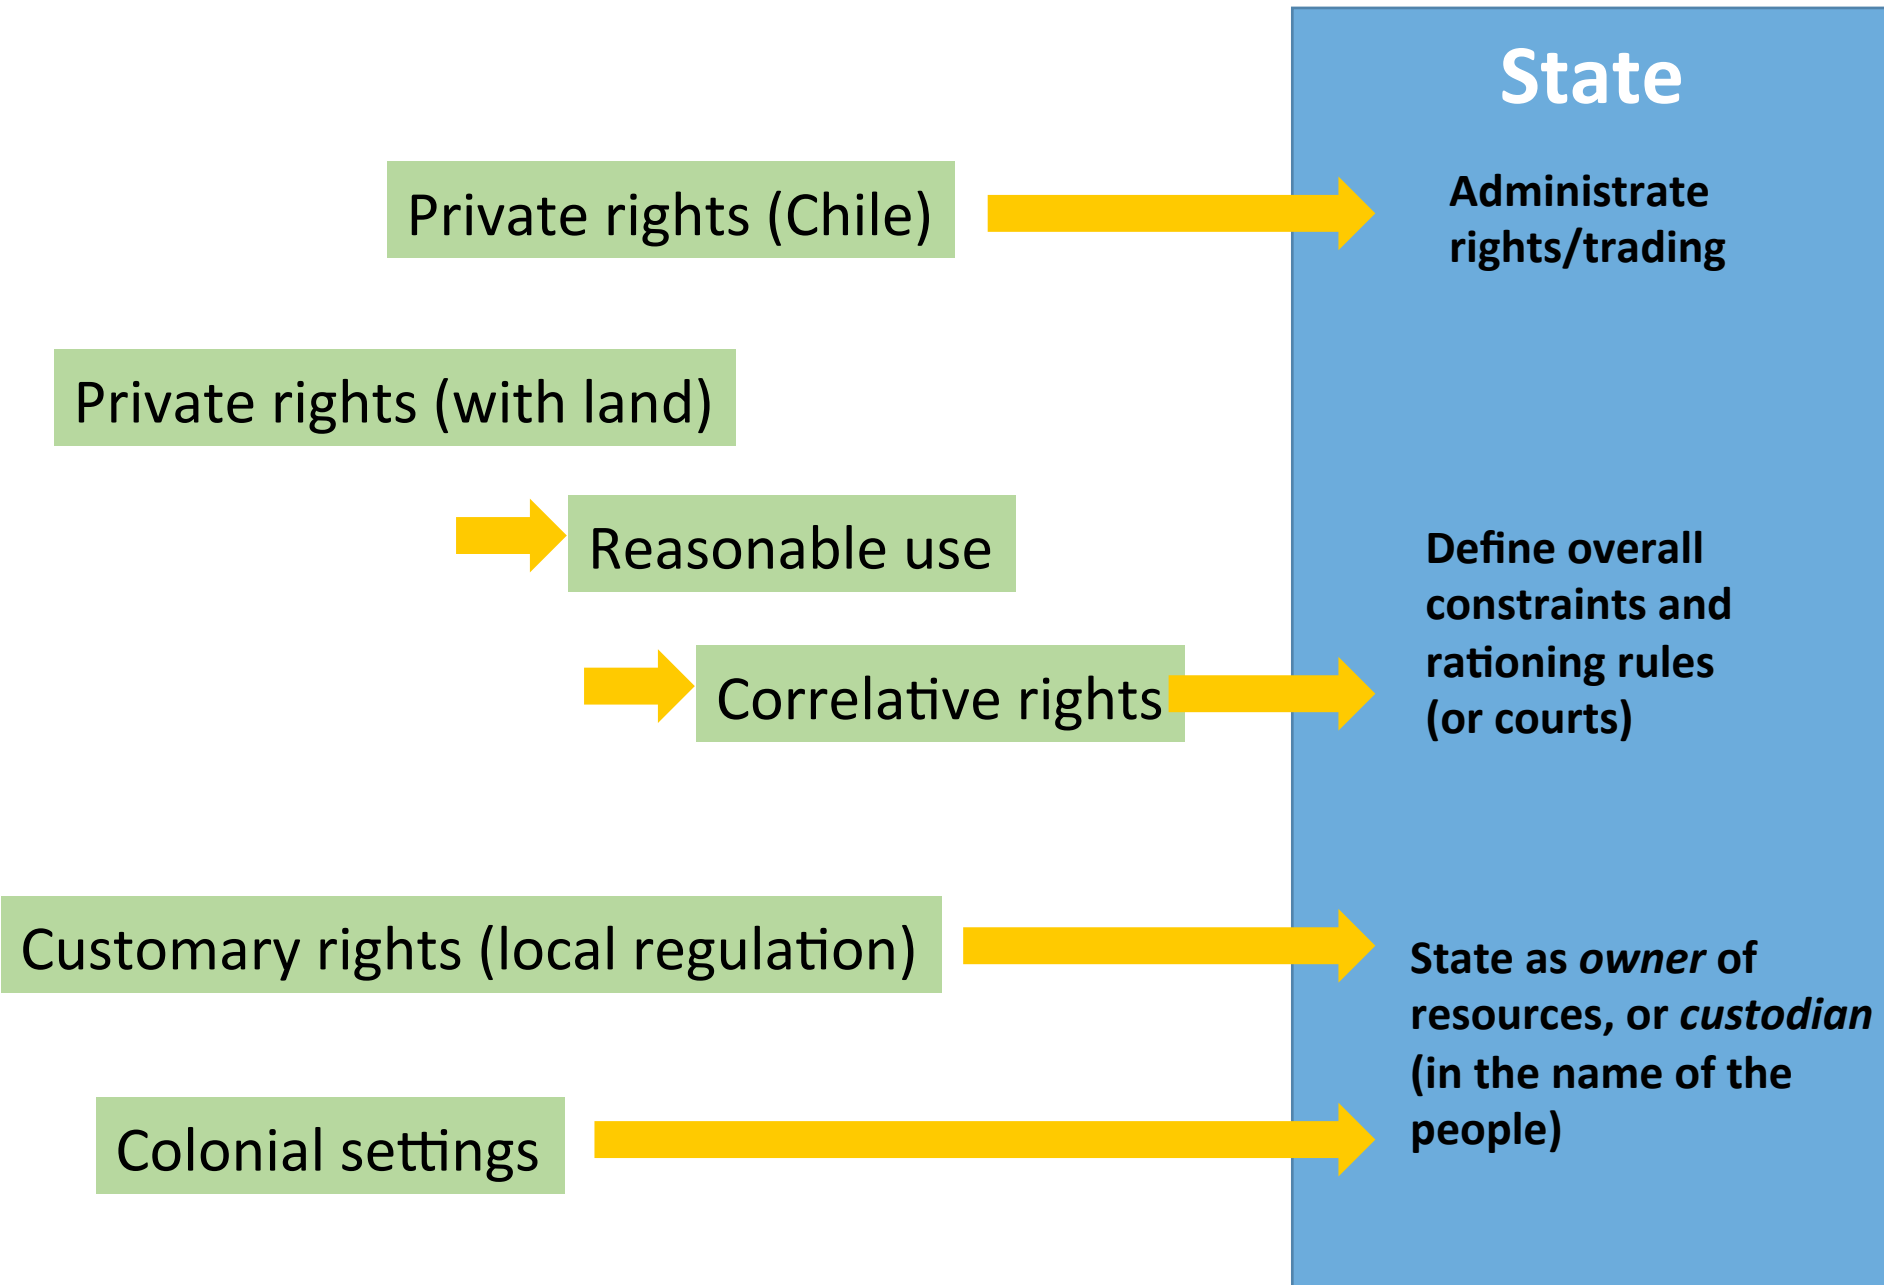 State
Private rights (Chile)
Administrate
rights/trading
Private rights (with land)
Reasonable use
Correlative rights
Define overall
constraints and
rationing rules
(or courts)
Customary rights (local regulation)
Colonial settings
State as owner of
resources, or custodian
(in the name of the
people)